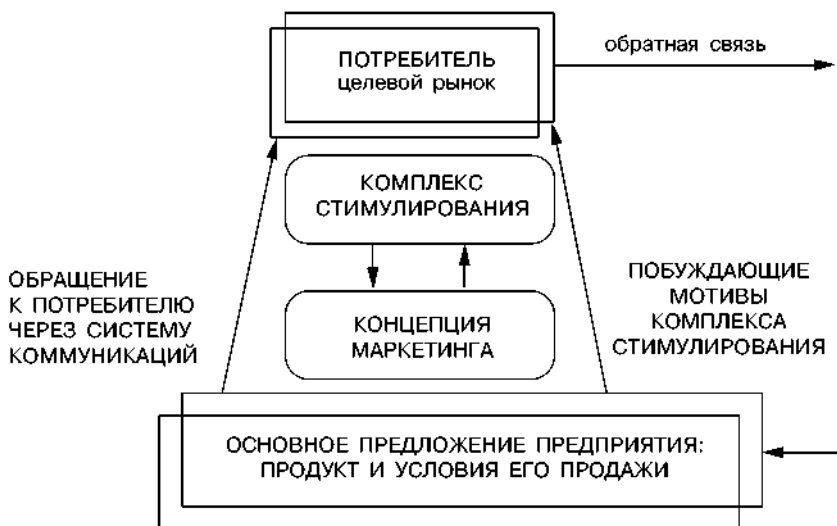 ПОТРЕБИТЕЛЬ
целевой рынок
обратная связь
КОМПЛЕКС
СТИМУЛИРОВАНИЯ
ОБРАЩЕНИЕ
К ПОТРЕБИТЕЛЮ
ЧЕРЕЗ СИСТЕМУ
КОММУНИКАЦИЙ
ПОБУЖДАЮЩИЕ
МОТИВЫ
КОМПЛЕКСА
СТИМУЛИРОВАНИЯ
КОНЦЕПЦИЯ
МАРКЕТИНГА
ОСНОВНОЕ ПРЕДЛОЖЕНИЕ ПРЕДПРИЯТИЯ:
ПРОДУКТ И УСЛОВИЯ ЕГО ПРОДАЖИ